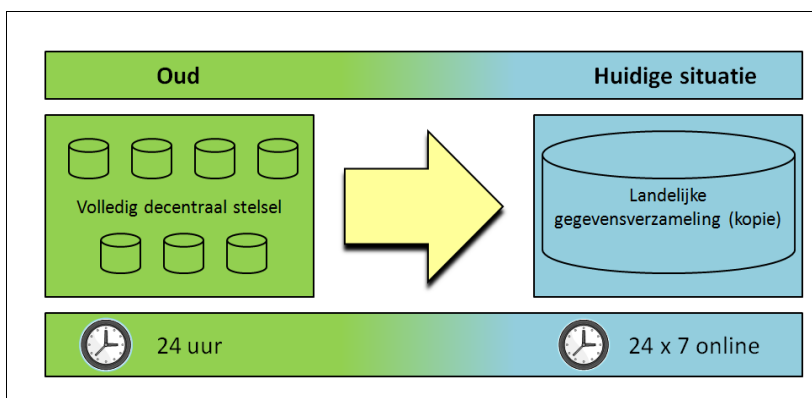 Oud
Huidige situatie
Volledig decentraal stelsel
Landelijke
gegevensverzameling (kopie)
24 uur
24 x 7 online